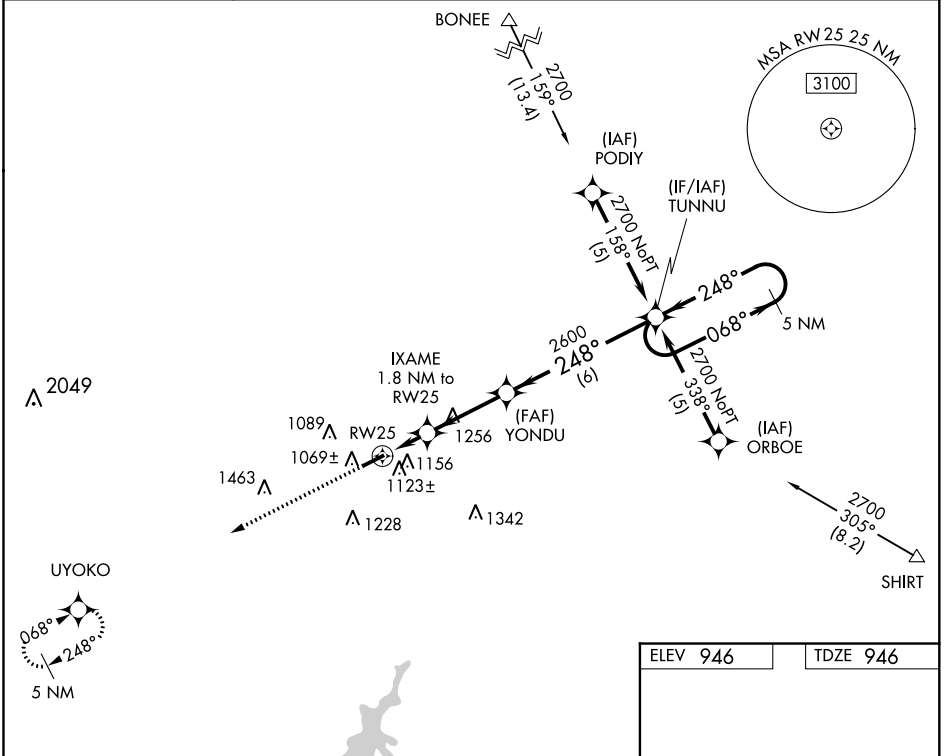 BONEE
2700
159°
(13.4)
MSA RW25 25 NM
3100
(IAF)
PODIY
(IF/IAF)
TUNNU
2700 NoPT
158°
(5)
248°
068°
5 NM
2600
248°
(6)
IXAME
1.8 NM to
RW25
2700 NoPT
338°
(5)
2049
1089
RW25
1256
(FAF)
YONDU
(IAF)
ORBOE
1069±
1156
1463
1123±
1228
1342
2700
305°
(8.2)
SHIRT
UYOKO
068°
248°
5 NM
ELEV 946
TDZE 946